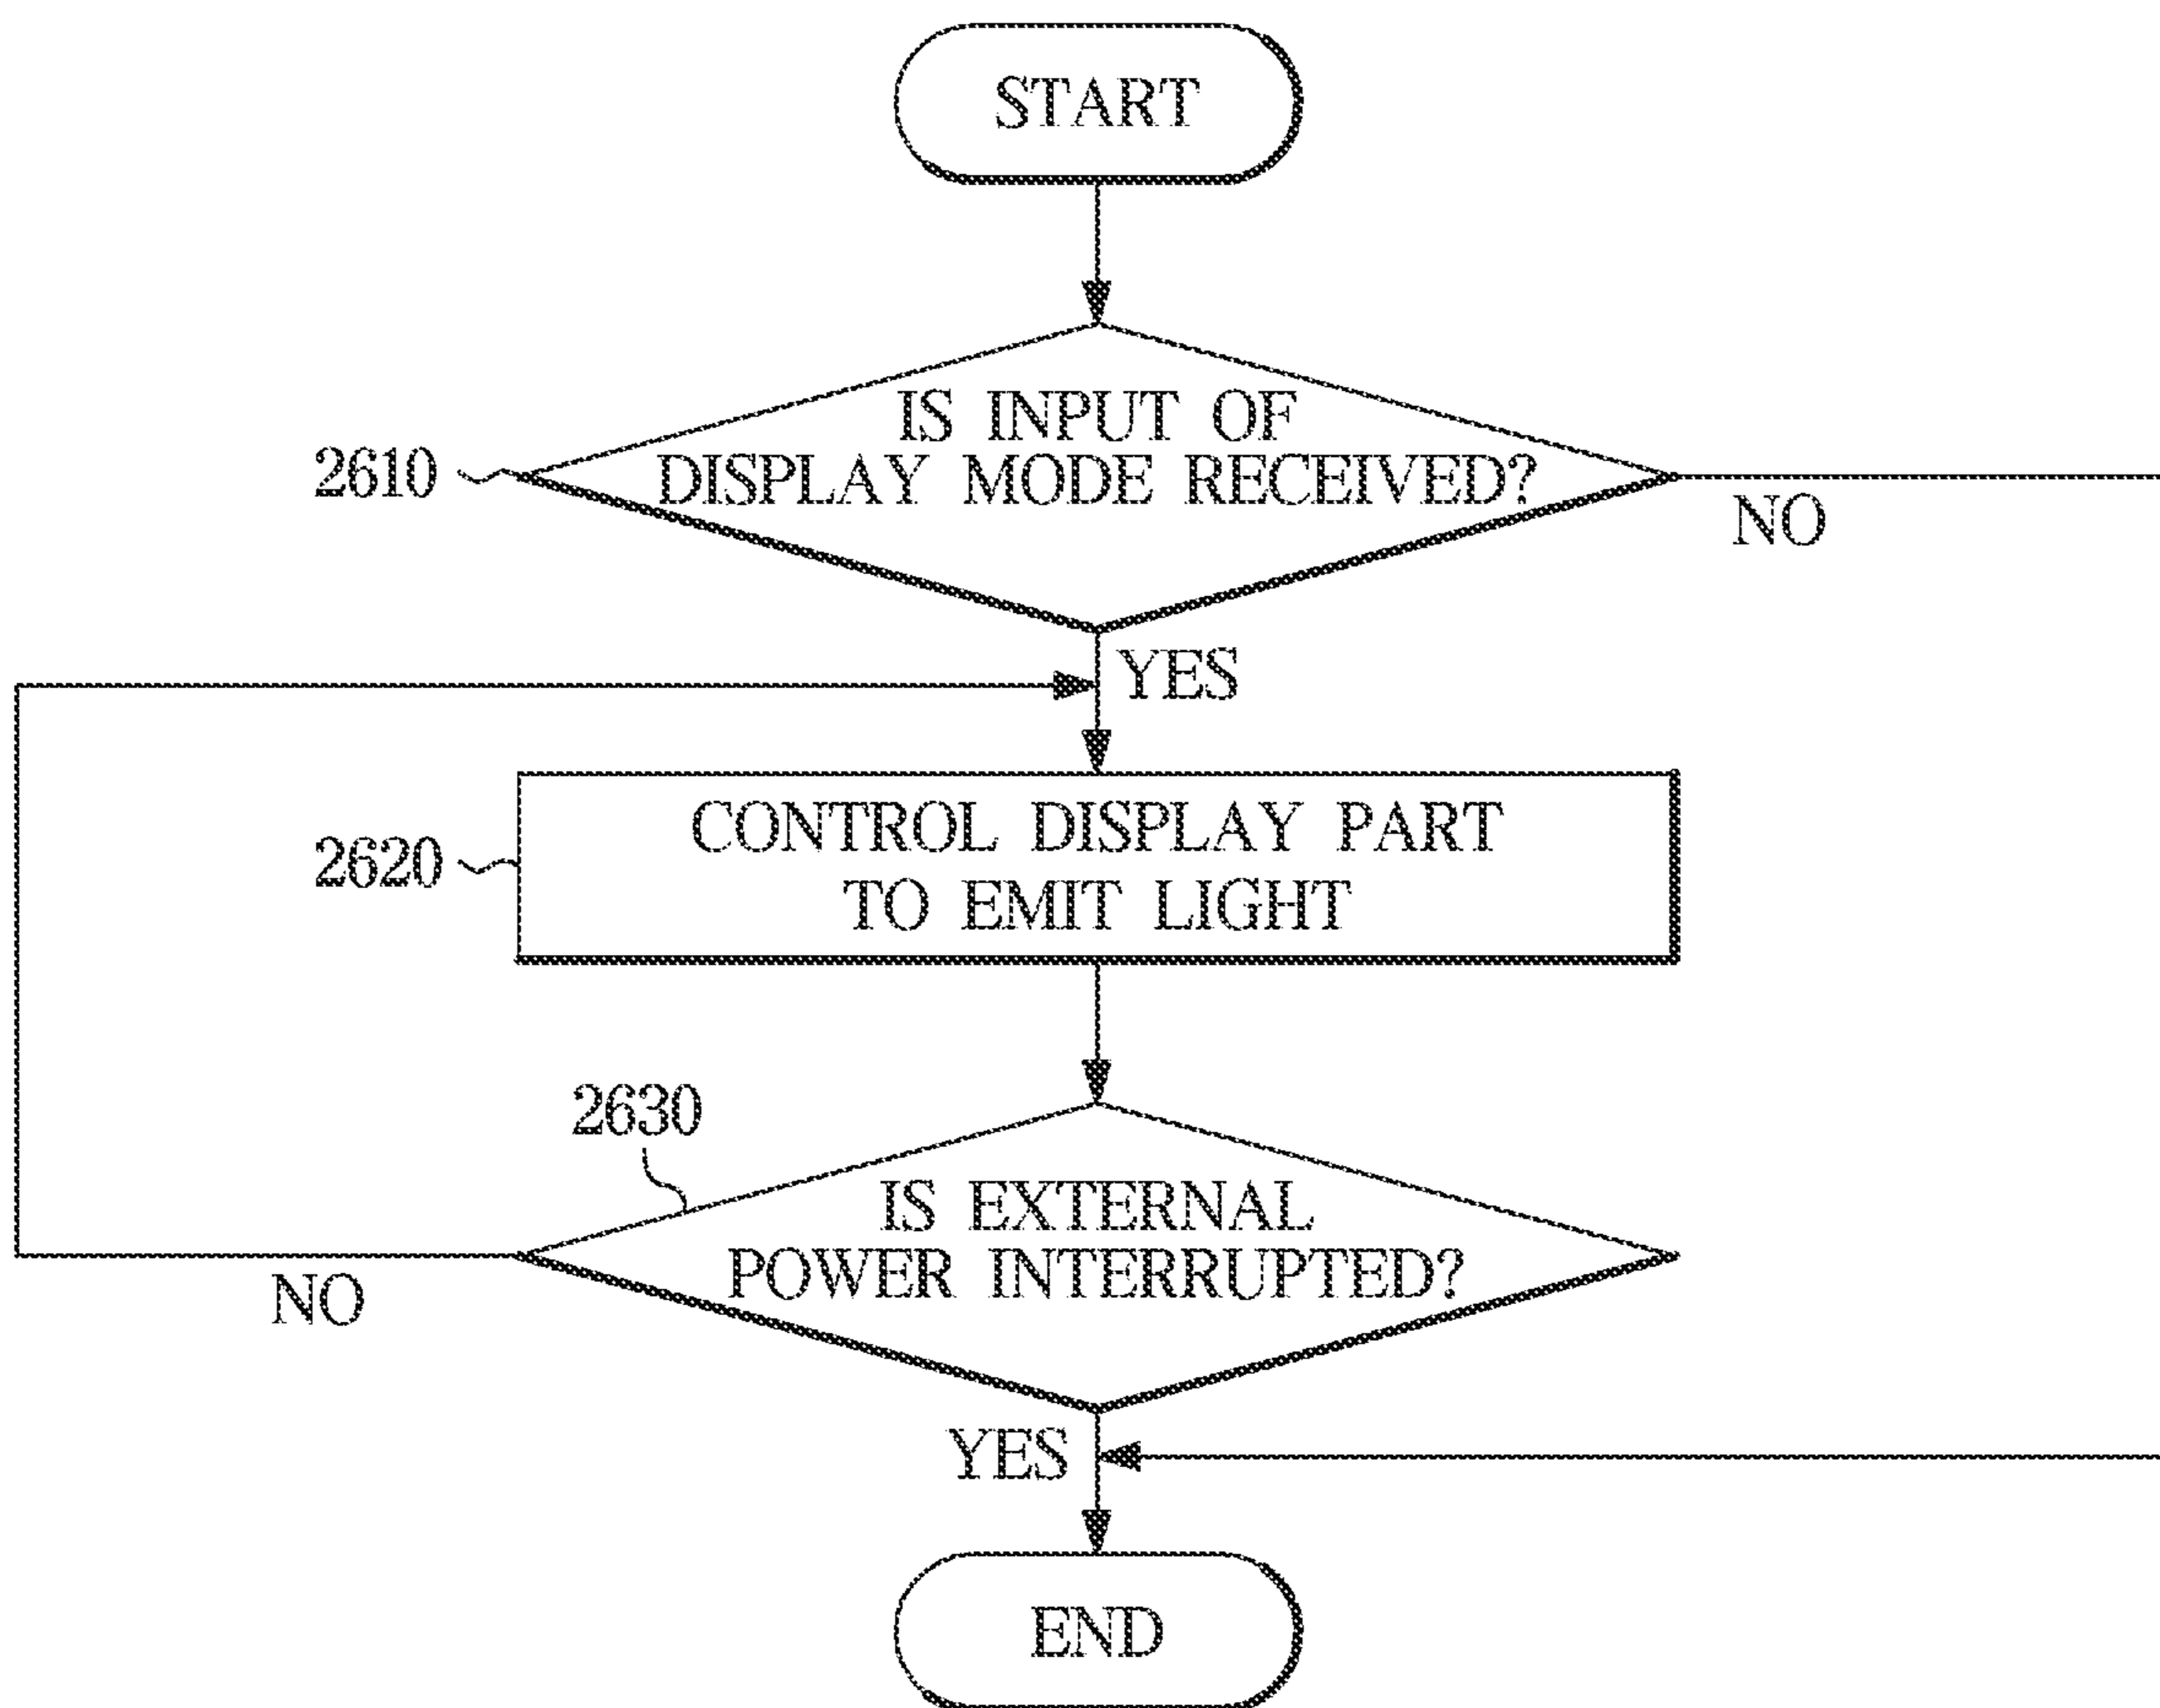 START
IS INPUT OF
DISPLAY MODE RECEIVED?
2610
NO
YES
CONTROL DISPLAY PART
TO EMIT LIGHT
2620
2630
IS EXTERNAL
POWER INTERRUPTED?
NO
YES
END